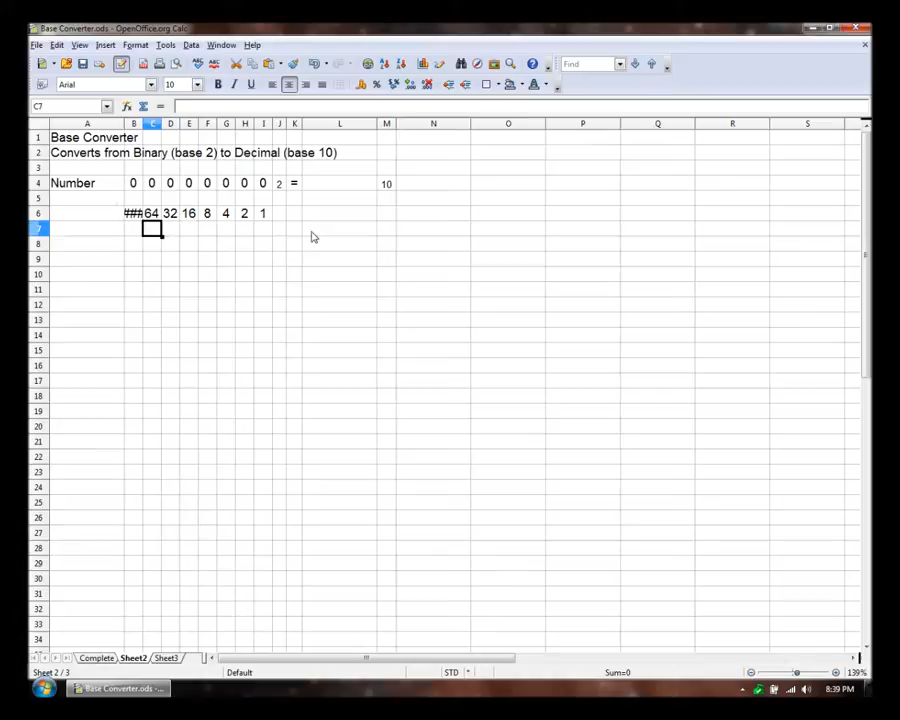 Base Converter.ods - OpenOffice.org Calc
File Edit View Insert Format Tools Data Window Help
Find
Arial 10 B I U
C7
A B C D E F G H I J K L M N O P Q R S
1 Base Converter
2 Converts from Binary (base 2) to Decimal (base 10)
3
4 Number 0 0 0 0 0 0 0 0 2 = 10
5
6 ### 64 32 16 8 4 2 1
7
8
9
10
11
12
13
14
15
16
17
18
19
20
21
22
23
24
25
26
27
28
29
30
31
32
33
34
Complete Sheet2 Sheet3
Sheet 2 / 3 Default STD * Sum=0 139%
Base Converter.ods -... 8:39 PM